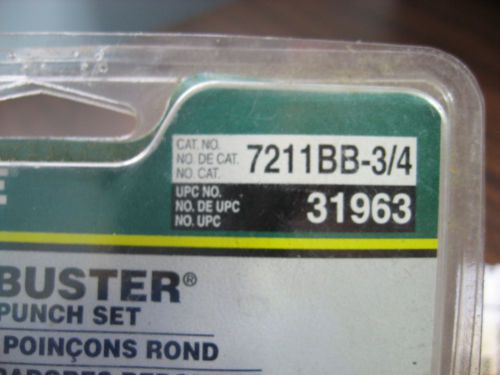 CAT. NO.
NO. DE CAT.
NO. CAT.
7211BB-3/4
UPC NO.
NO. DE UPC
NO. UPC
31963
E
BUSTER®
PUNCH SET
POINÇONS ROND